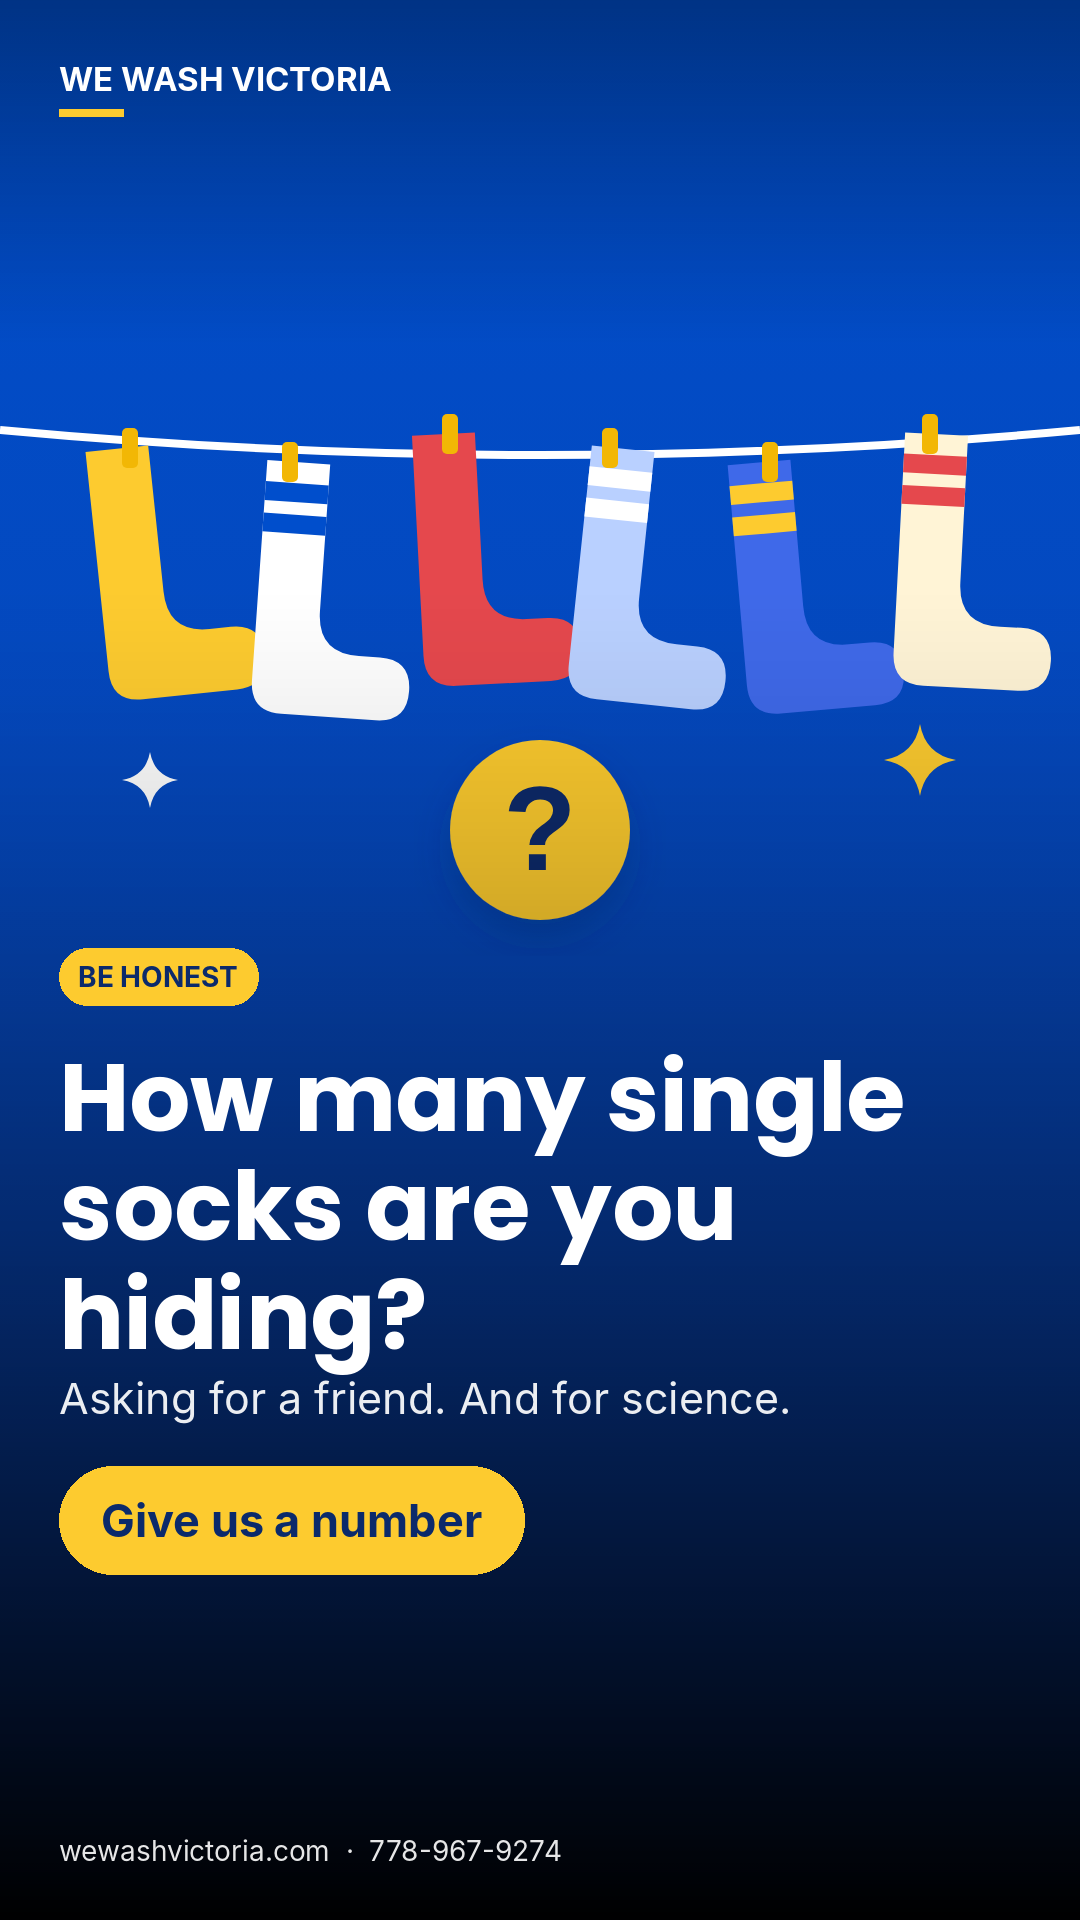 WE WASH VICTORIA
?
BE HONEST
How many single
socks are you
hiding?
Asking for a friend. And for science.
Give us a number
wewashvictoria.com · 778-967-9274